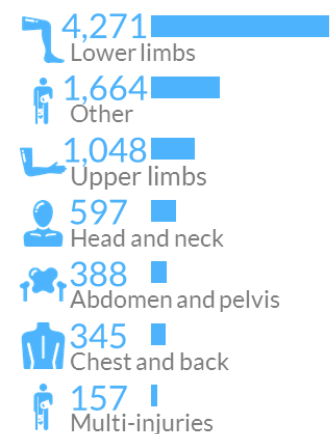 4,271
Lower limbs
1,664
Other
1,048
Upper limbs
597
Head and neck
388
Abdomen and pelvis
345
Chest and back
157
Multi-injuries